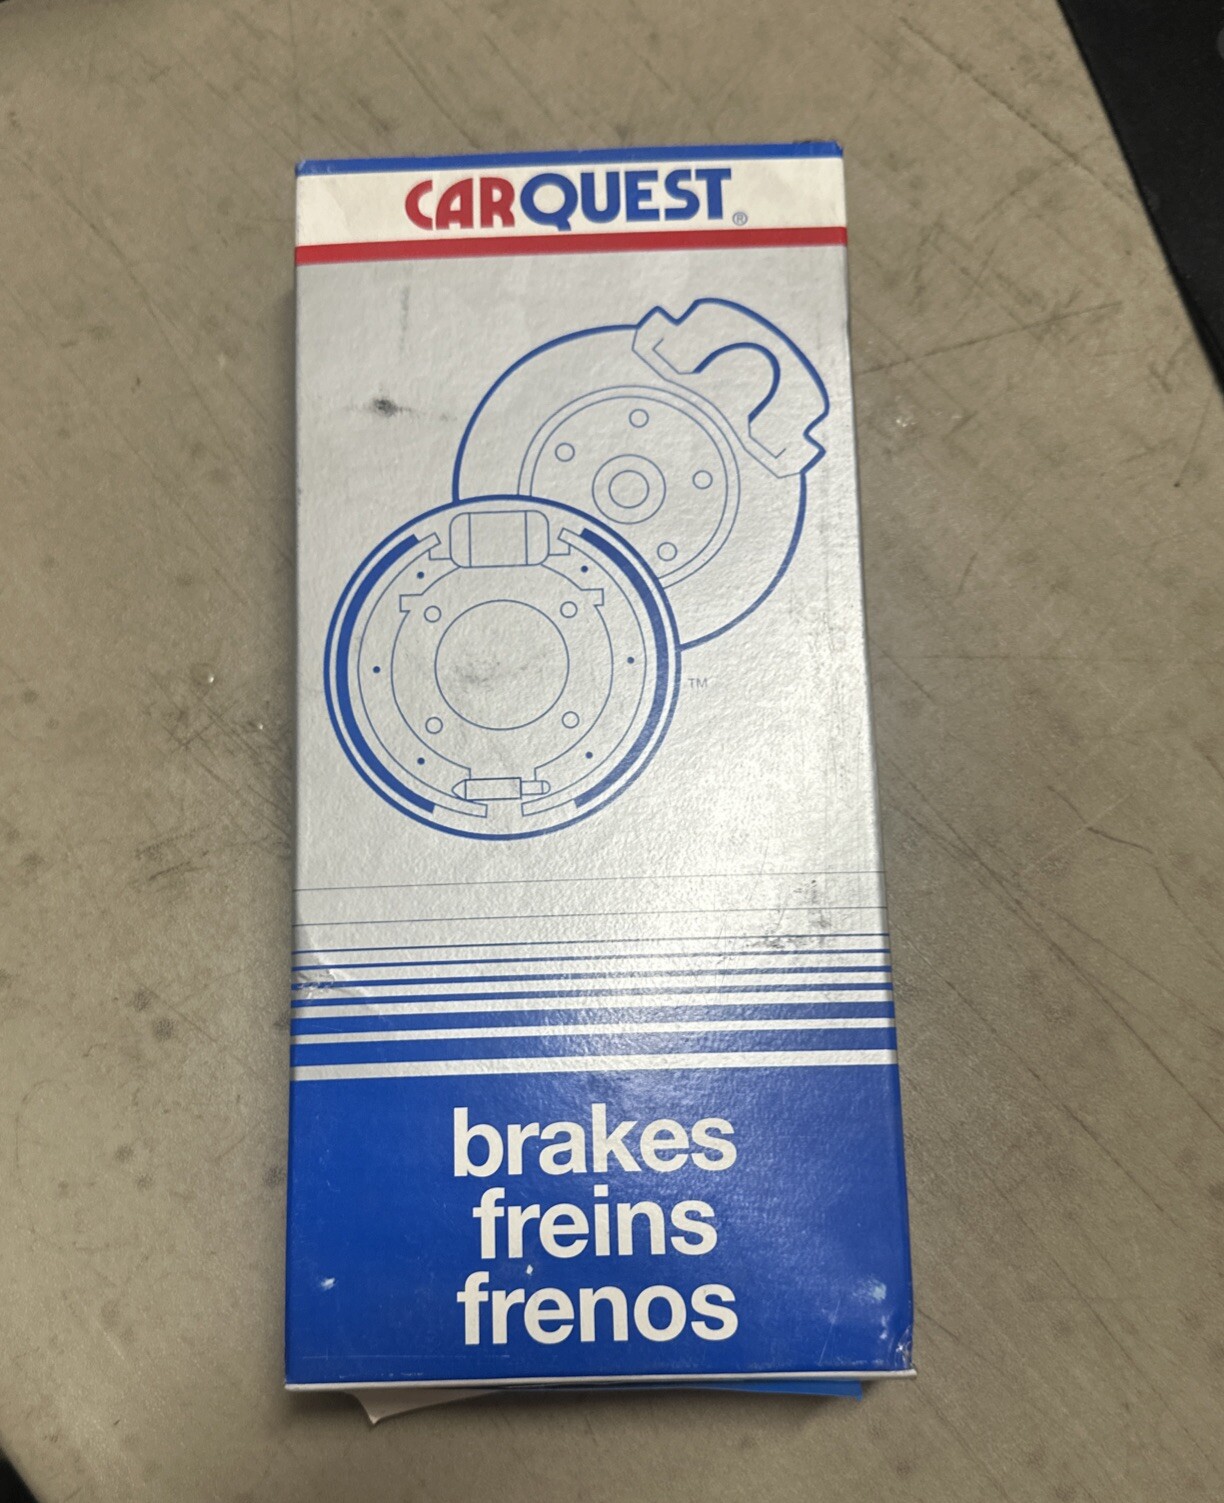 CARQUEST®
TM
brakes
freins
frenos